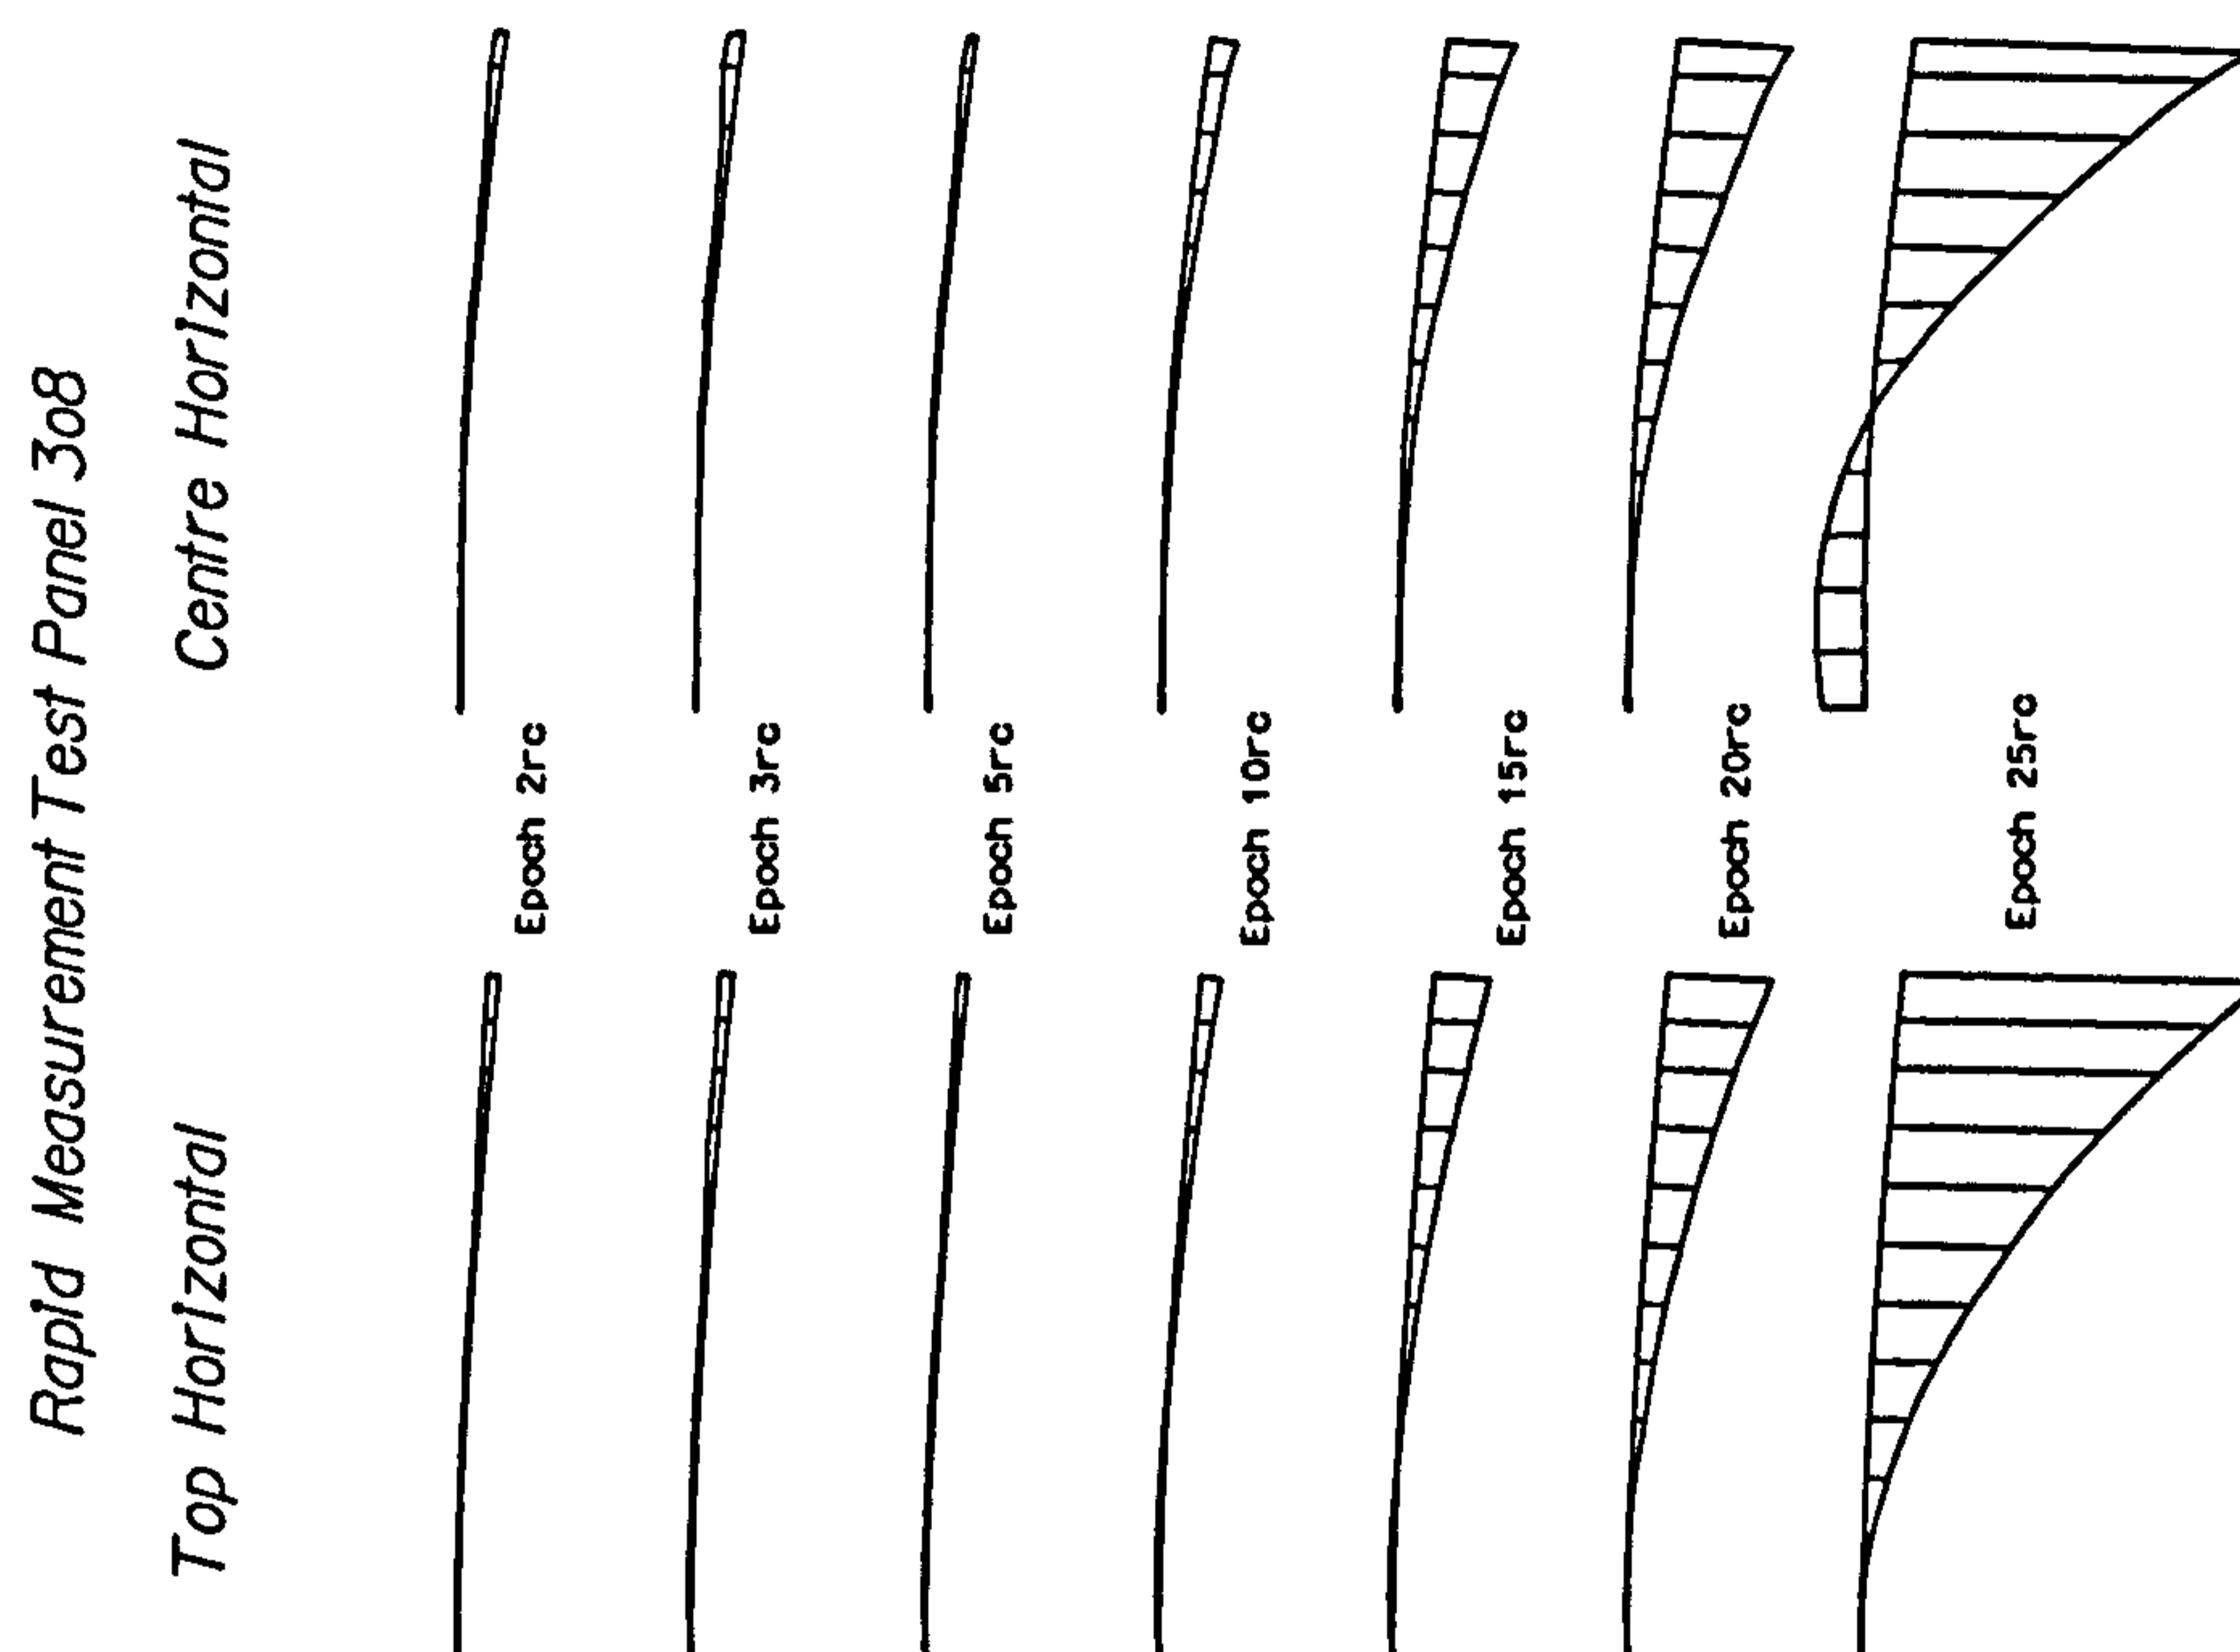 Rapid Measurement Test Panel 3o8
Top Horizontal
Centre Horizontal
Epoch 2rc
Epoch 3rc
Epoch 5rc
Epoch 10rc
Epoch 15rc
Epoch 20rc
Epoch 25rc